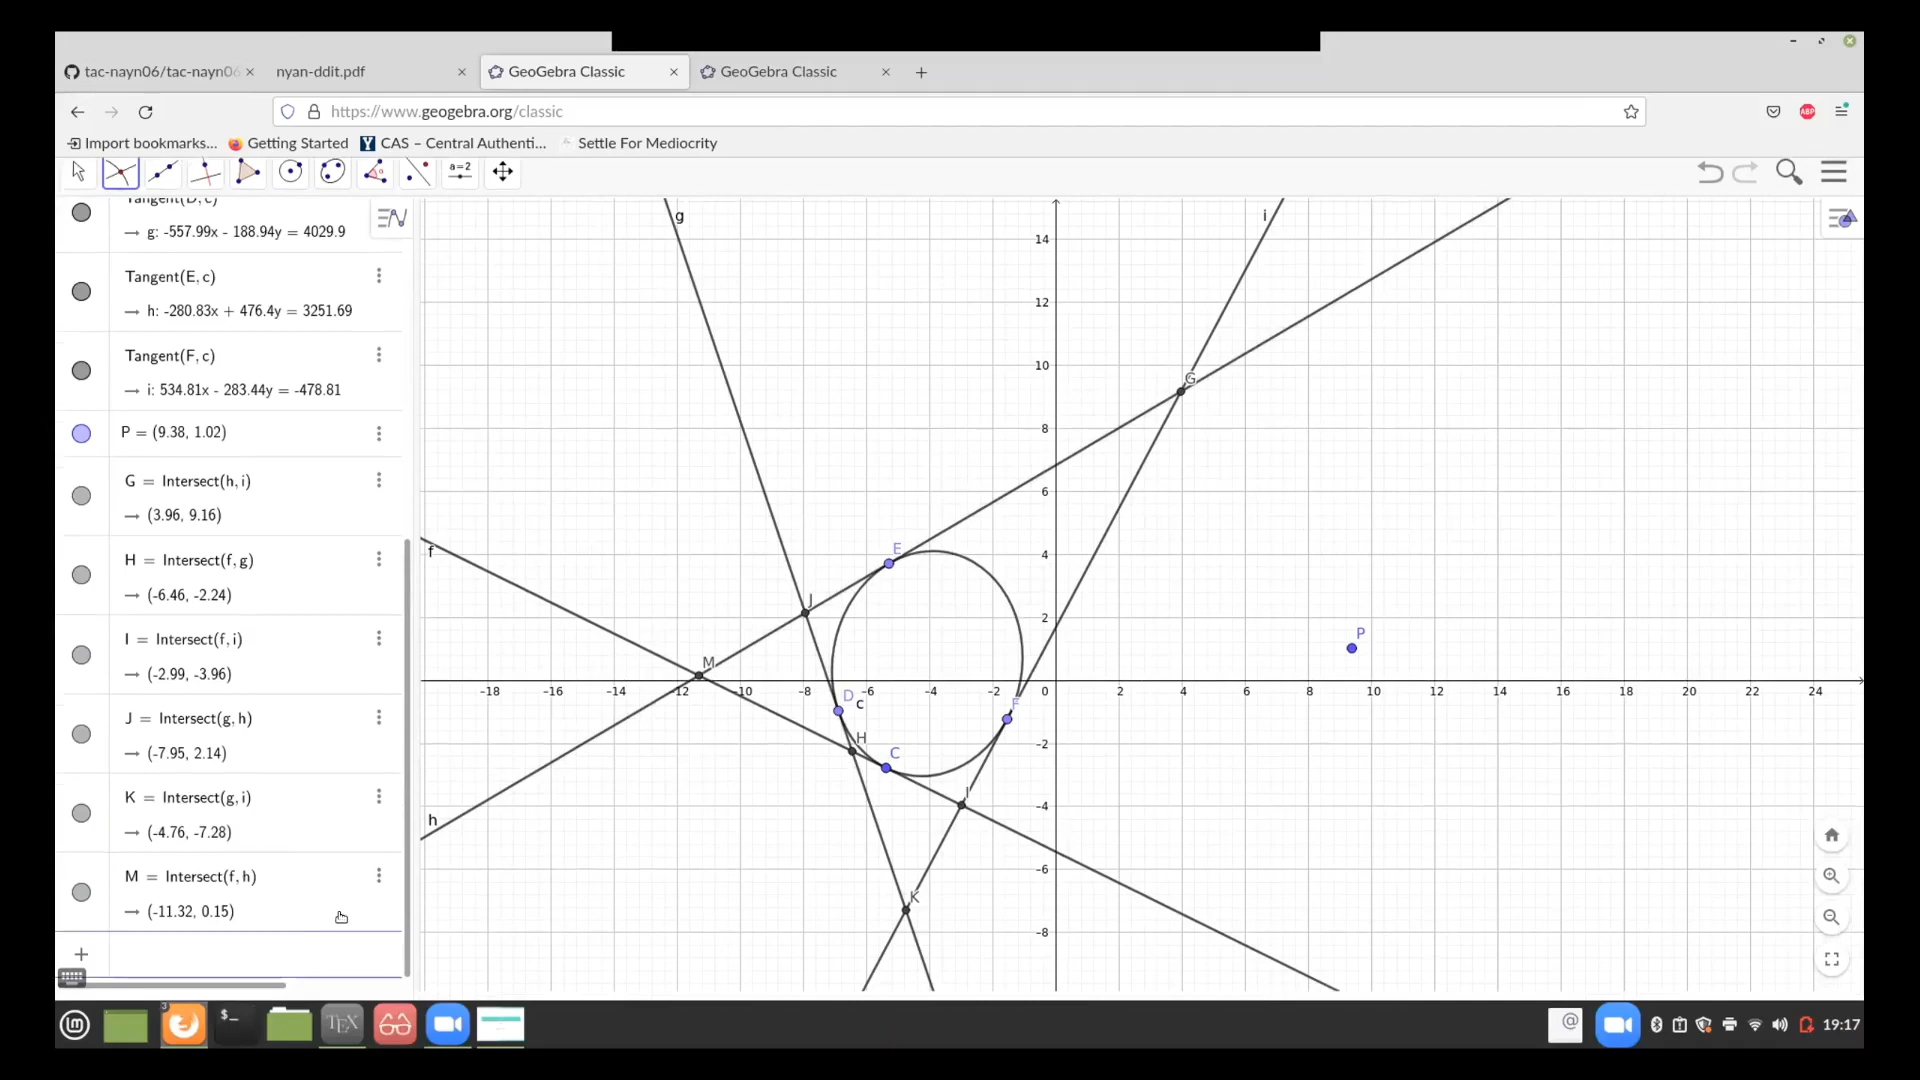 tac-nayn06/tac-nayn06
nyan-ddit.pdf
GeoGebra Classic
GeoGebra Classic
https://www.geogebra.org/classic
ABP
Import bookmarks...
Getting Started
Y
CAS – Central Authenti...
Settle For Mediocrity
a=2
Tangent(D, c)
→ g: -557.99x - 188.94y = 4029.9
Tangent(E, c)
→ h: -280.83x + 476.4y = 3251.69
Tangent(F, c)
→ i: 534.81x - 283.44y = -478.81
P = (9.38, 1.02)
G = Intersect(h, i)
→ (3.96, 9.16)
H = Intersect(f, g)
→ (-6.46, -2.24)
I = Intersect(f, i)
→ (-2.99, -3.96)
J = Intersect(g, h)
→ (-7.95, 2.14)
K = Intersect(g, i)
→ (-4.76, -7.28)
M = Intersect(f, h)
→ (-11.32, 0.15)
+
g
i
14
12
10
G
8
6
f
E
4
J
2
P
M
-18 -16 -14 -12 -10 -8 -6 -4 -2 0 2 4 6 8 10 12 14 16 18 20 22 24
D
c
F
H
-2
C
I
-4
h
-6
K
-8
3
$_
TEX
@
19:17